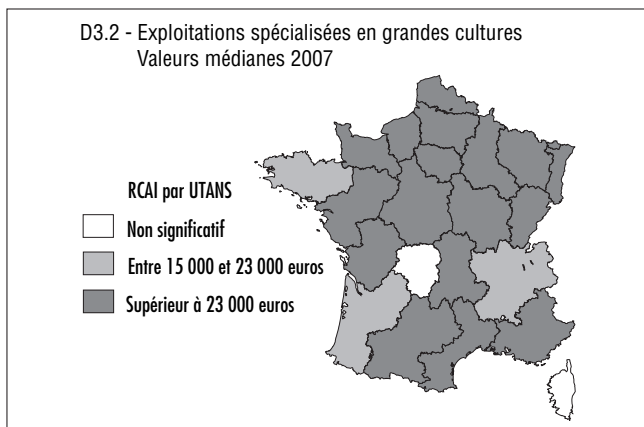 D3.2 - Exploitations spécialisées en grandes cultures
Valeurs médianes 2007
RCAI par UTANS
Non significatif
Entre 15 000 et 23 000 euros
Supérieur à 23 000 euros